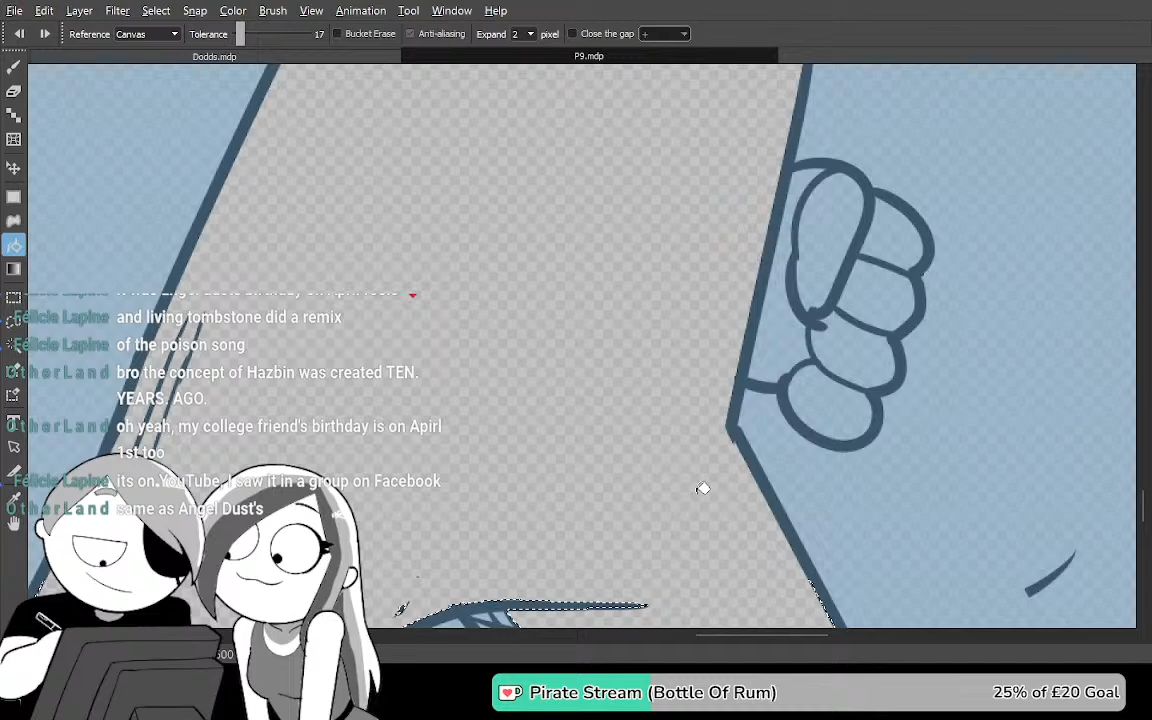 File Edit Layer Filter Select Snap Color Brush View Animation Tool Window Help
Reference Canvas Tolerance 17 Bucket Erase Anti-aliasing Expand 2 pixel Close the gap +
Dodds.mdp P9.mdp
Félicie Lapine and living tombstone did a remix
Félicie Lapine of the poison song
OtherLand bro the concept of Hazbin was created TEN.
YEARS. AGO.
OtherLand oh yeah, my college friend's birthday is on Apirl
1st too
Félicie Lapine its on YouTube. I saw it in a group on Facebook
OtherLand same as Angel Dust's
Pirate Stream (Bottle Of Rum) 25% of £20 Goal